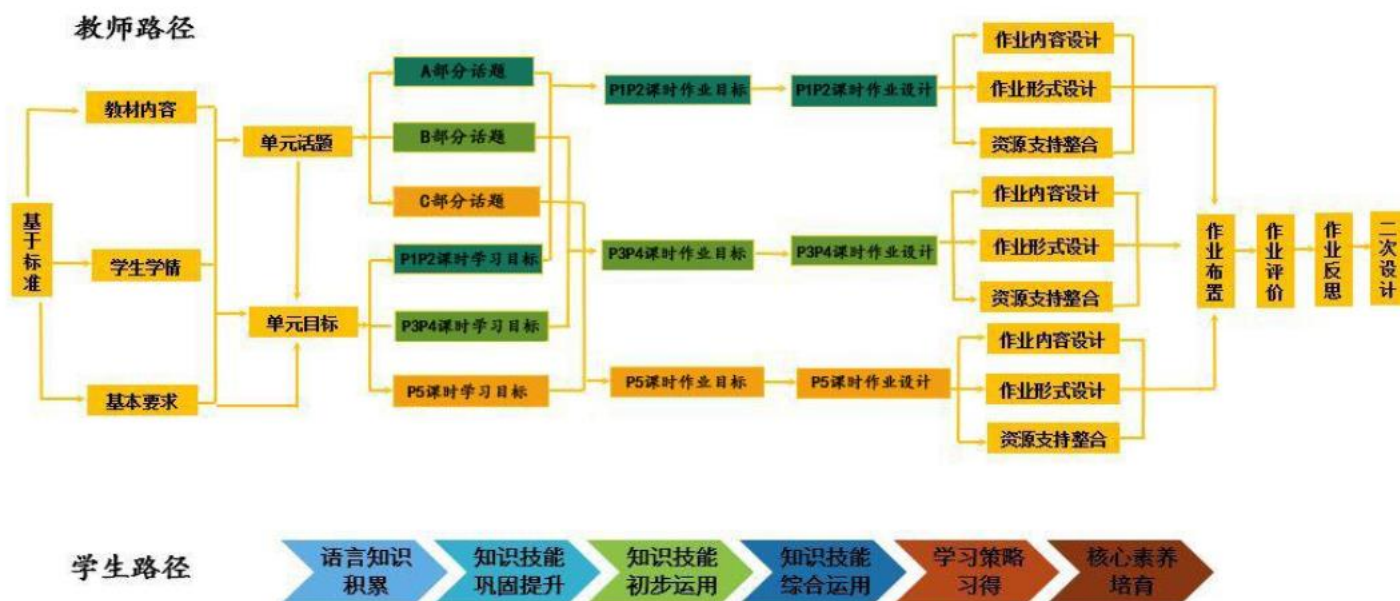 教师路径
基于标准
教材内容
学生学情
基本要求
单元话题
单元目标
A部分话题
B部分话题
C部分话题
P1P2课时学习目标
P3P4课时学习目标
P5课时学习目标
P1P2课时作业目标
P3P4课时作业目标
P5课时作业目标
P1P2课时作业设计
P3P4课时作业设计
P5课时作业设计
作业内容设计
作业形式设计
资源支持整合
作业内容设计
作业形式设计
资源支持整合
作业内容设计
作业形式设计
资源支持整合
作业布置
作业评价
作业反思
二次设计
学生路径
语言知识
积累
知识技能
巩固提升
知识技能
初步运用
知识技能
综合运用
学习策略
习得
核心素养
培育